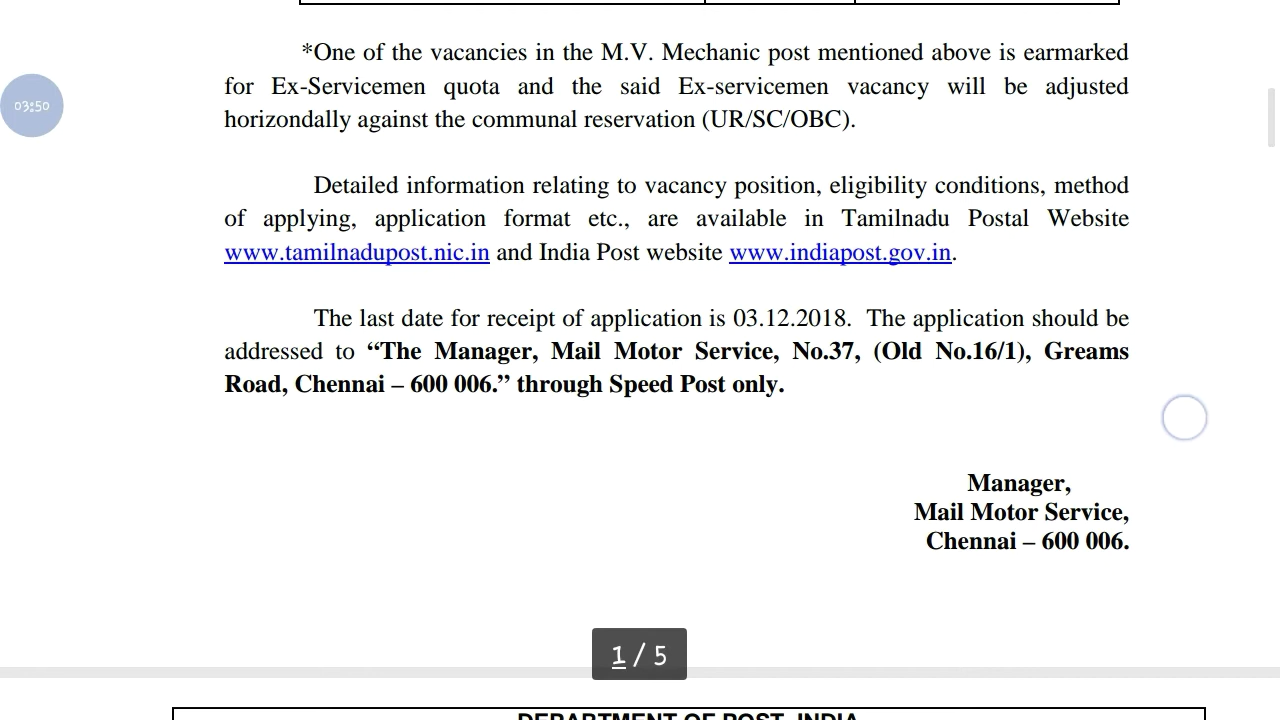 *One of the vacancies in the M.V. Mechanic post mentioned above is earmarked
for Ex-Servicemen quota and the said Ex-servicemen vacancy will be adjusted
horizondally against the communal reservation (UR/SC/OBC).
03:50
Detailed information relating to vacancy position, eligibility conditions, method
of applying, application format etc., are available in Tamilnadu Postal Website
www.tamilnadupost.nic.in and India Post website www.indiapost.gov.in.
The last date for receipt of application is 03.12.2018. The application should be
addressed to “The Manager, Mail Motor Service, No.37, (Old No.16/1), Greams
Road, Chennai – 600 006.” through Speed Post only.
Manager,
Mail Motor Service,
Chennai – 600 006.
1 / 5
DEPARTMENT OF POST, INDIA